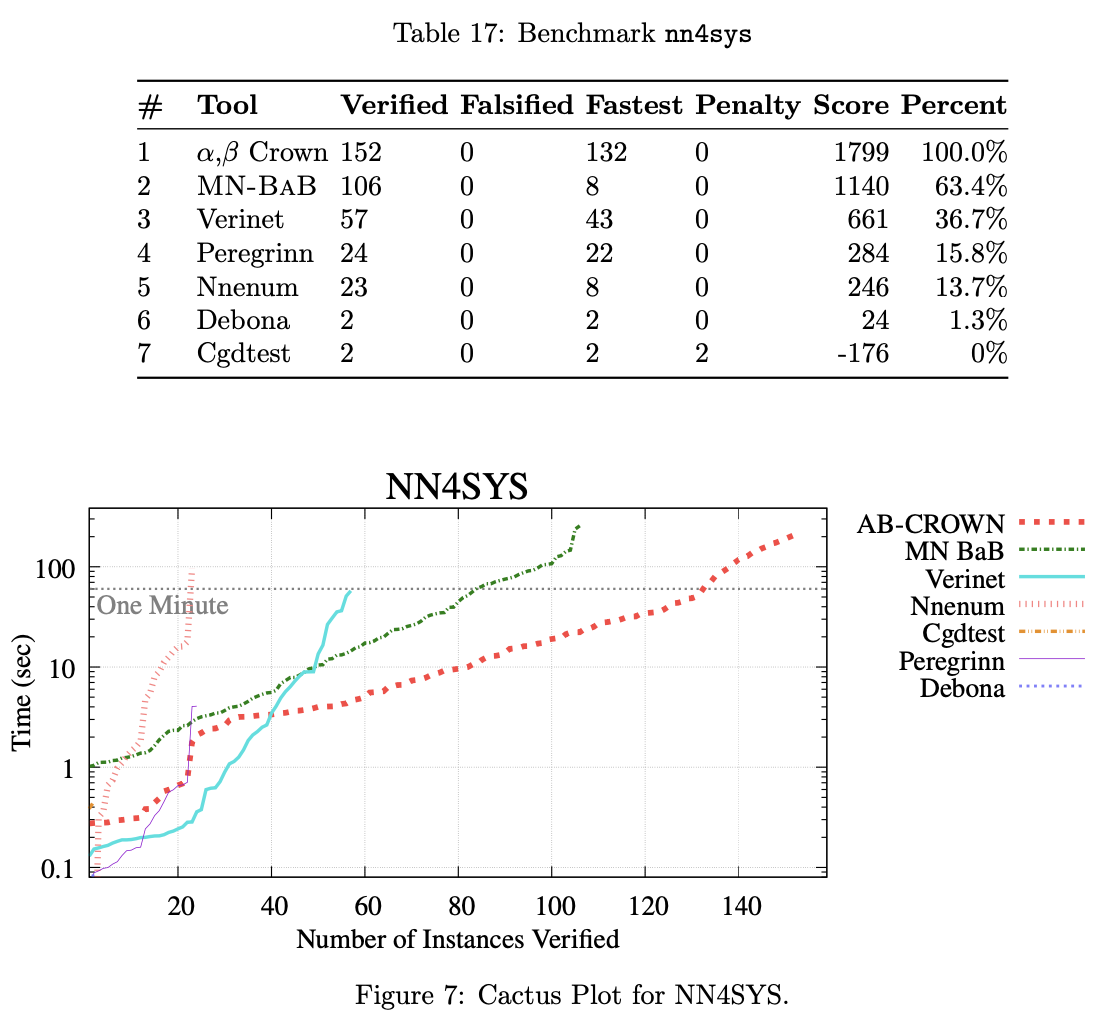 Table 17: Benchmark nn4sys
# Tool Verified Falsified Fastest Penalty Score Percent
1 α,β Crown 152 0 132 0 1799 100.0%
2 MN-BaB 106 0 8 0 1140 63.4%
3 Verinet 57 0 43 0 661 36.7%
4 Peregrinn 24 0 22 0 284 15.8%
5 Nnenum 23 0 8 0 246 13.7%
6 Debona 2 0 2 0 24 1.3%
7 Cgdtest 2 0 2 2 -176 0%
NN4SYS
AB-CROWN
MN BaB
Verinet
Nnenum
Cgdtest
Peregrinn
Debona
100
10
1
0.1
Time (sec)
One Minute
20 40 60 80 100 120 140
Number of Instances Verified
Figure 7: Cactus Plot for NN4SYS.